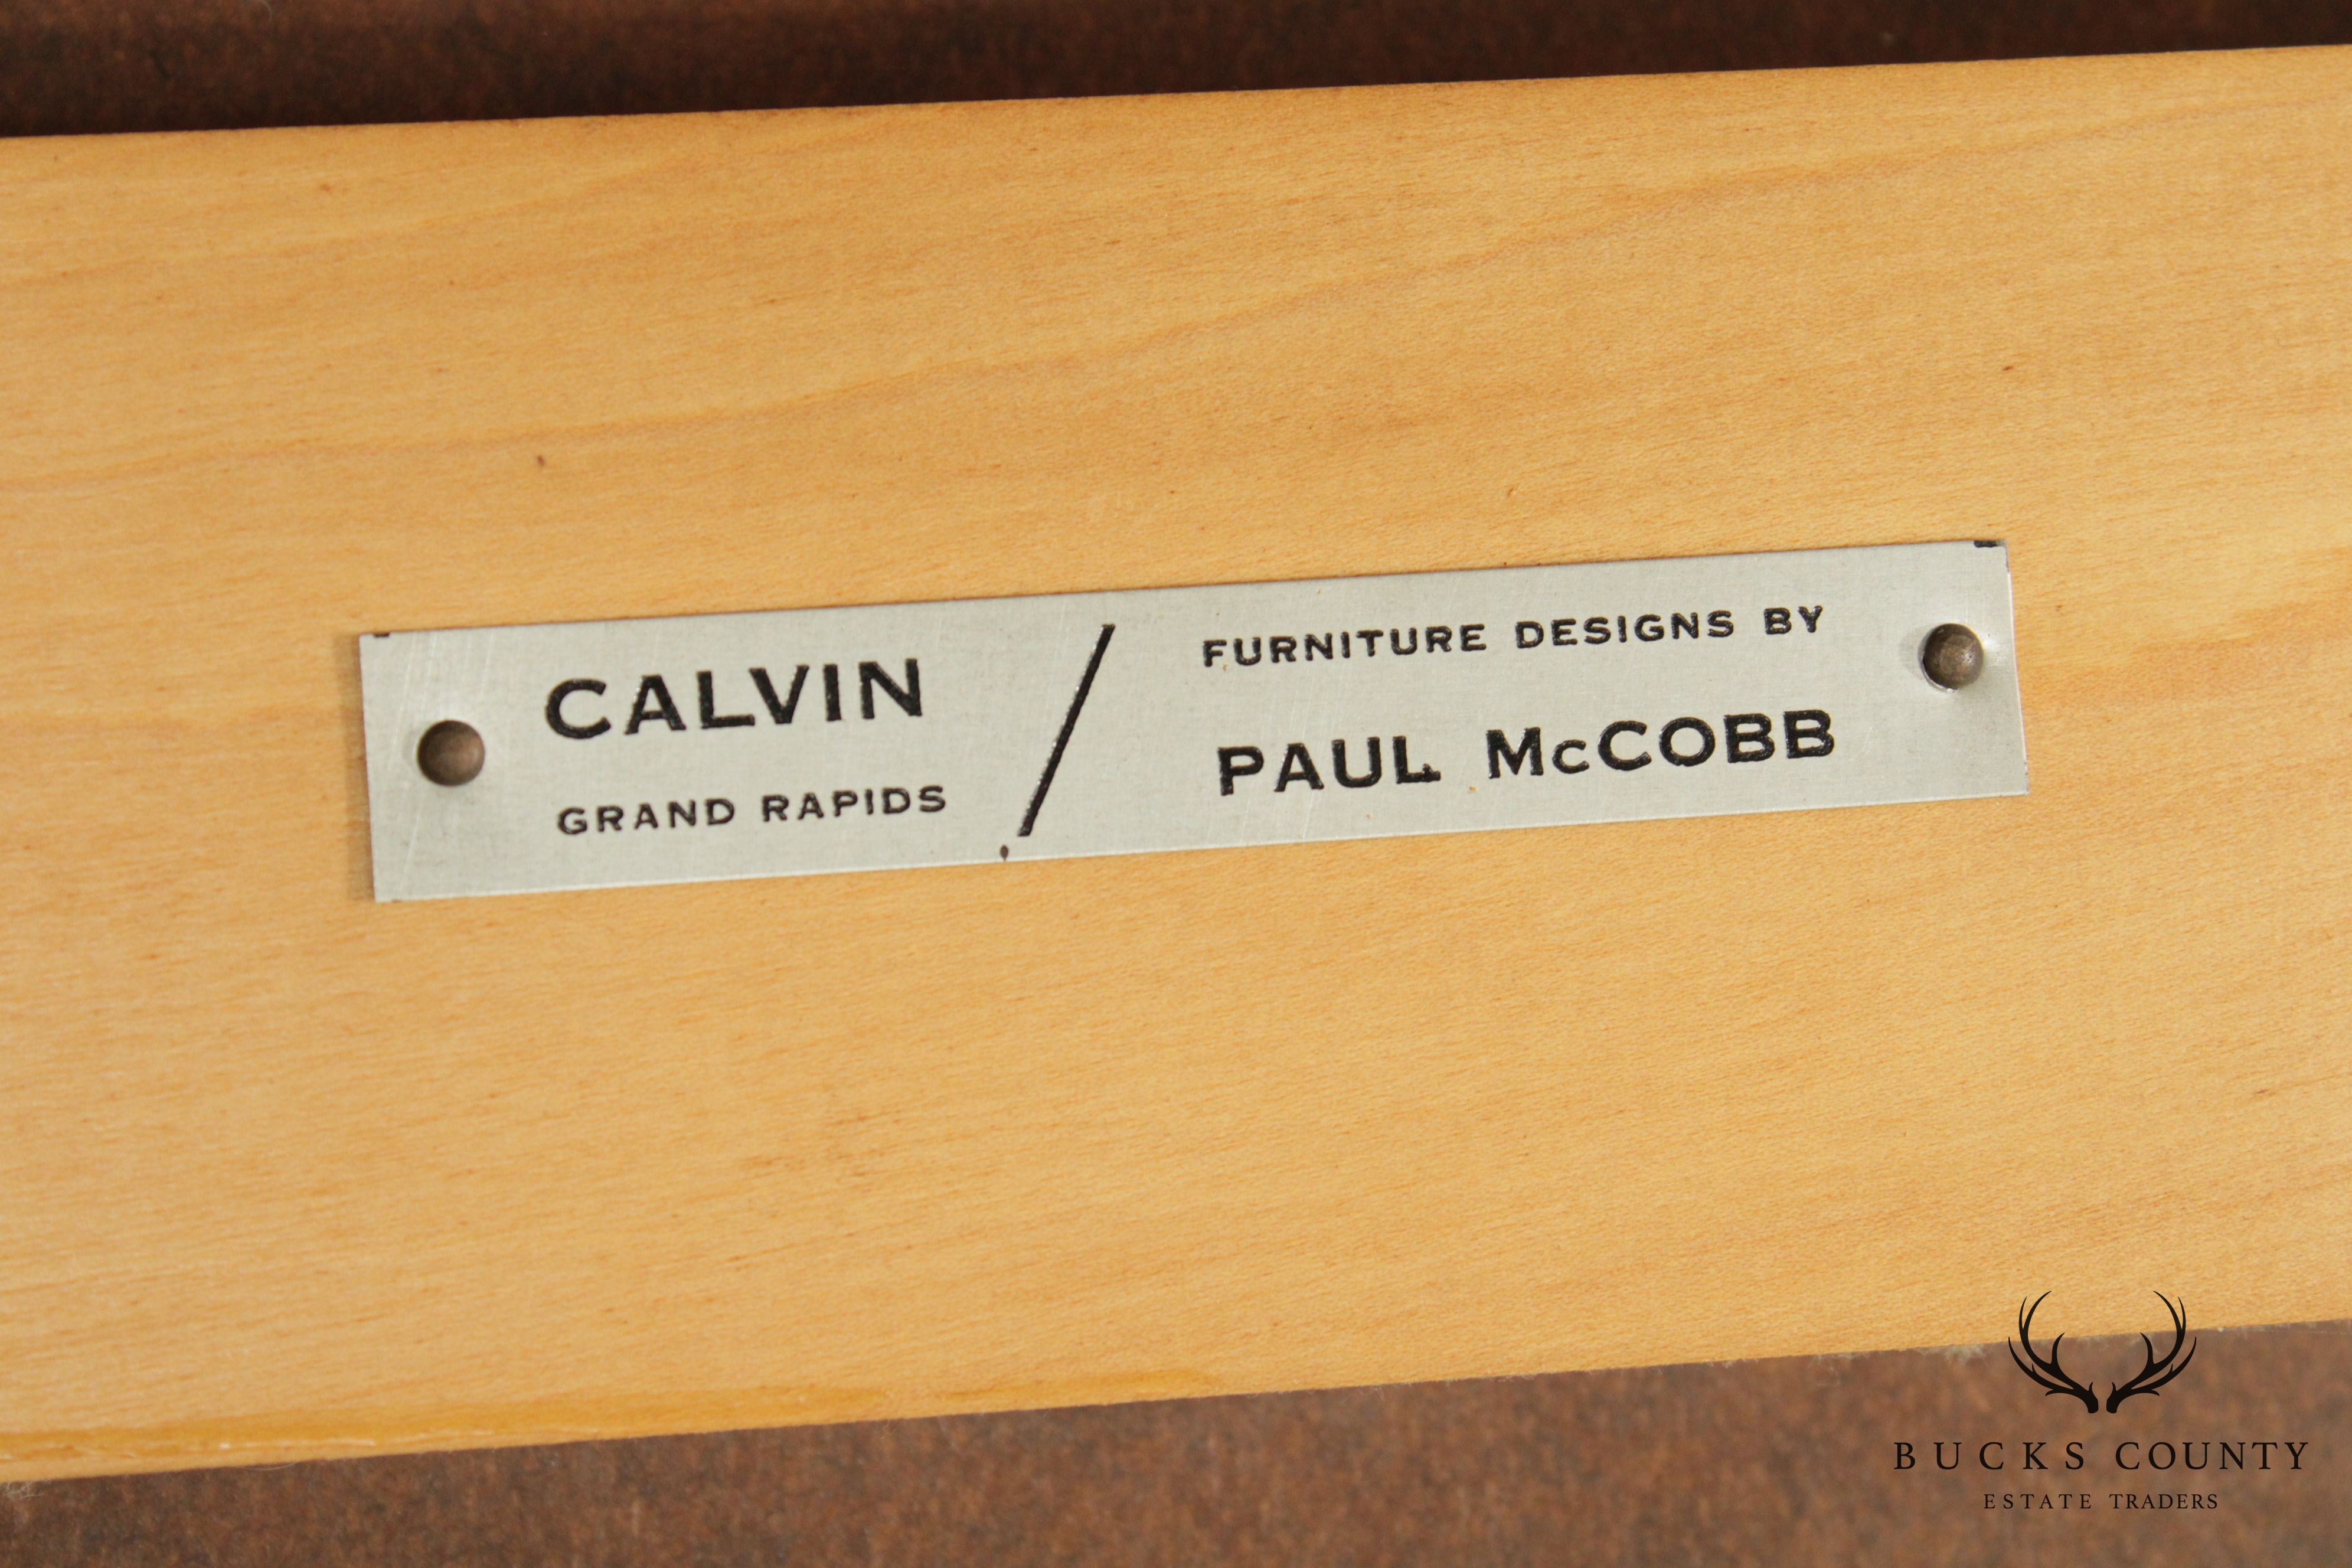 CALVIN
GRAND RAPIDS
/
FURNITURE DESIGNS BY
PAUL McCOBB
BUCKS COUNTY
ESTATE TRADERS